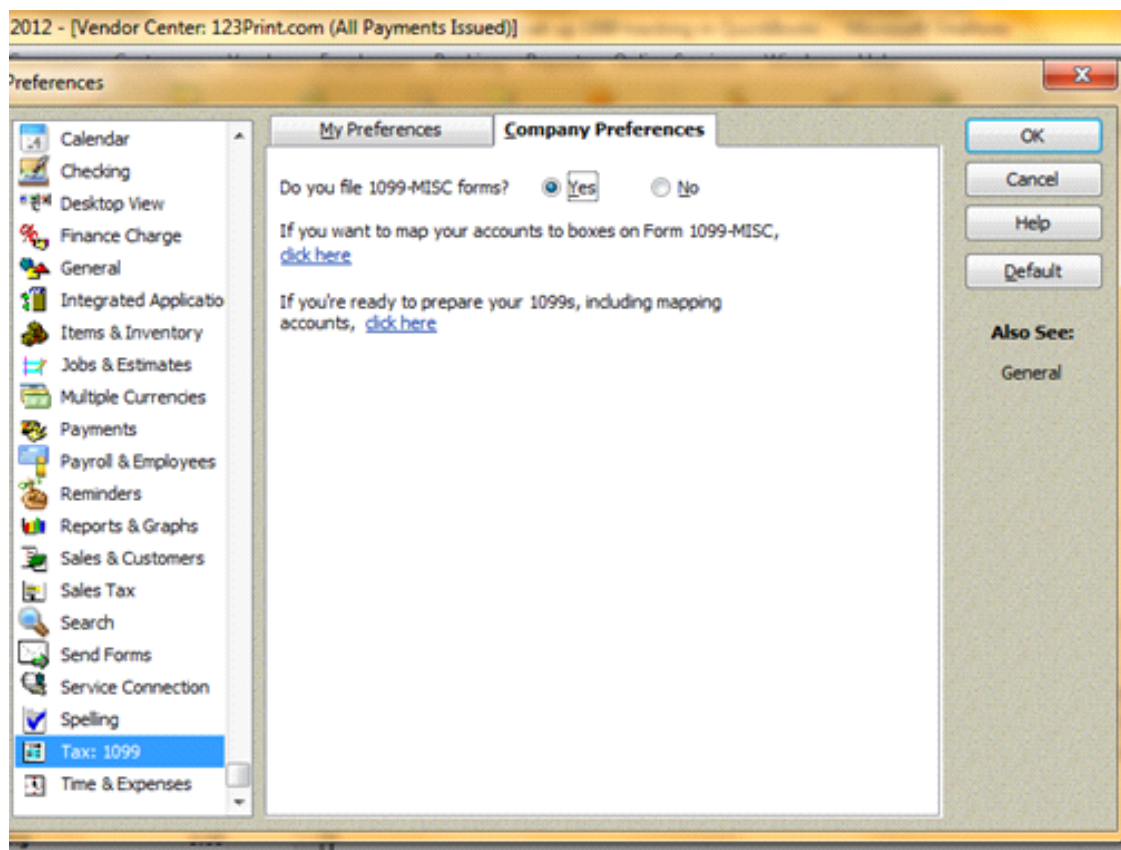 2012 - [Vendor Center: 123Print.com (All Payments Issued)]
Preferences
Calendar
Checking
Desktop View
Finance Charge
General
Integrated Applicatio
Items & Inventory
Jobs & Estimates
Multiple Currencies
Payments
Payroll & Employees
Reminders
Reports & Graphs
Sales & Customers
Sales Tax
Search
Send Forms
Service Connection
Spelling
Tax: 1099
Time & Expenses
My Preferences
Company Preferences
Do you file 1099-MISC forms? Yes No
If you want to map your accounts to boxes on Form 1099-MISC,
click here
If you're ready to prepare your 1099s, including mapping
accounts, click here
OK
Cancel
Help
Default
Also See:
General